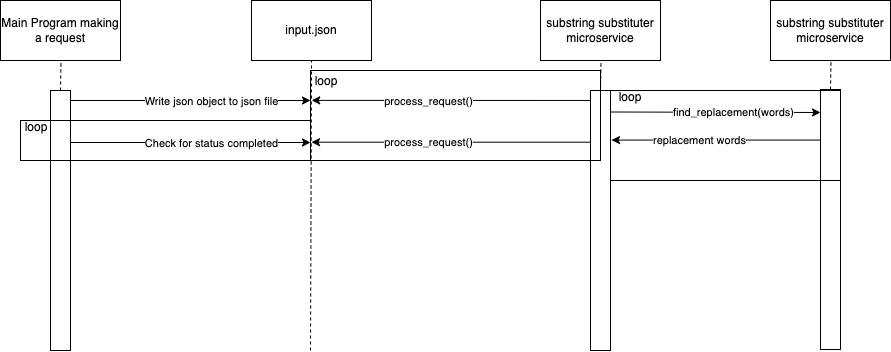 Main Program making
a request
input.json
substring substituter
microservice
substring substituter
microservice
loop
loop
Write json object to json file
process_request()
find_replacement(words)
loop
Check for status completed
process_request()
replacement words